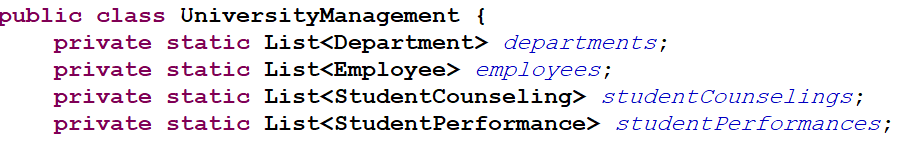 public class UniversityManagement {
    private static List<Department> departments;
    private static List<Employee> employees;
    private static List<StudentCounseling> studentCounselings;
    private static List<StudentPerformance> studentPerformances;